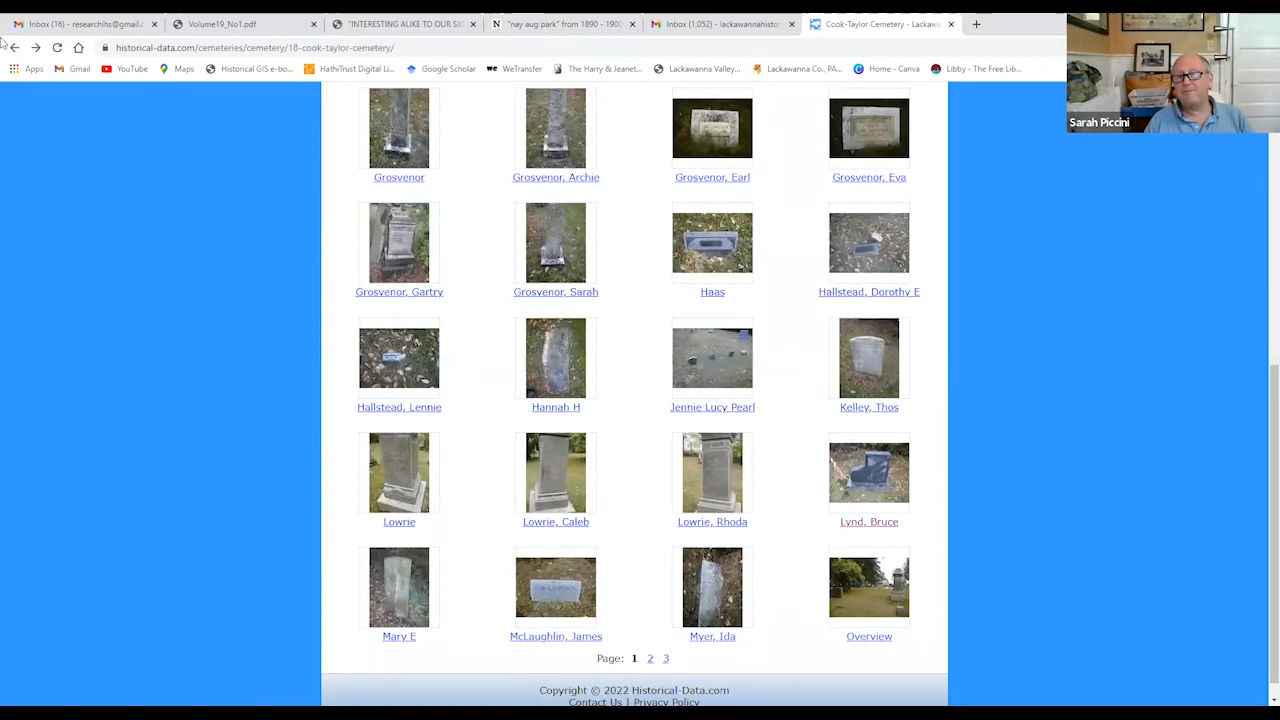 Inbox (16) - researchlhs@gmail.c
Volume19_No1.pdf
"INTERESTING ALIKE TO OUR SIC
"nay aug park" from 1890 - 1900
Inbox (1,052) - lackawannahistor
Cook-Taylor Cemetery - Lackaw
historical-data.com/cemeteries/cemetery/18-cook-taylor-cemetery/
Apps Gmail YouTube Maps Historical GIS e-bo... HathiTrust Digital Li... Google Scholar WeTransfer The Harry & Jeanet... Lackawanna Valley... Lackawanna Co., PA... Home - Canva Libby - The Free Lib...
Sarah Piccini
Grosvenor Grosvenor, Archie Grosvenor, Earl Grosvenor, Eva
Grosvenor, Gartry Grosvenor, Sarah Haas Hallstead, Dorothy E
Hallstead, Lennie Hannah H Jennie Lucy Pearl Kelley, Thos
Lowrie Lowrie, Caleb Lowrie, Rhoda Lynd, Bruce
Mary E McLaughlin, James Myer, Ida Overview
Page: 1 2 3
Copyright © 2022 Historical-Data.com
Contact Us | Privacy Policy